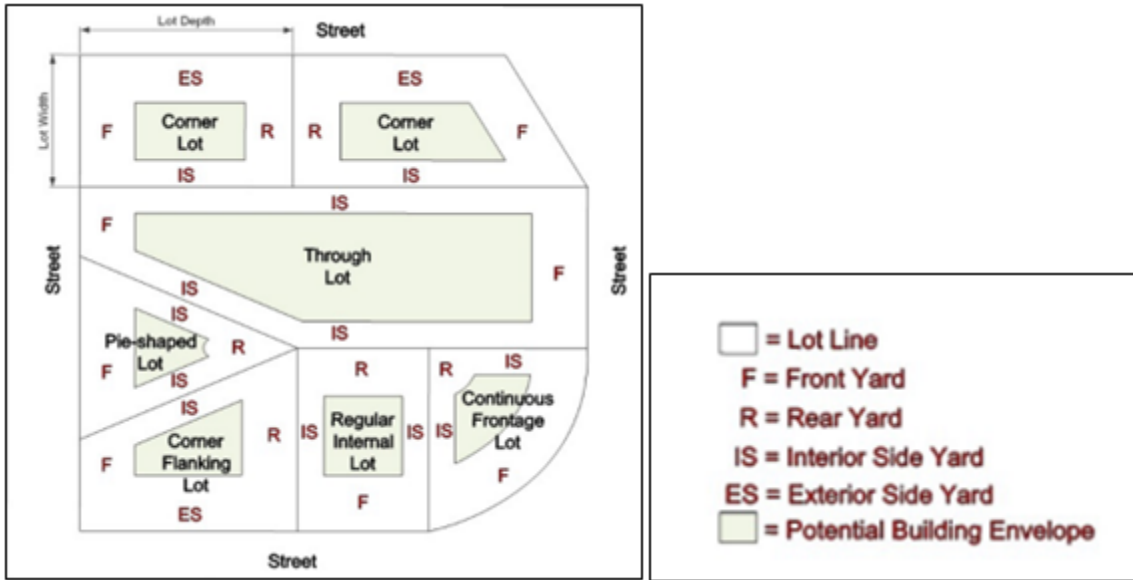 Lot Depth
Street
Lot Width
ES
ES
F
Corner
Lot
R
R
Corner
Lot
F
IS
IS
IS
F
Through
Lot
F
Street
Street
IS
IS
IS
Pie-shaped
Lot
R
F
IS
R
R
IS
IS
Continuous
Frontage
Lot
Regular
Internal
Lot
IS
IS
IS
Corner
Flanking
Lot
R
F
F
F
ES
Street
= Lot Line
F = Front Yard
R = Rear Yard
IS = Interior Side Yard
ES = Exterior Side Yard
= Potential Building Envelope